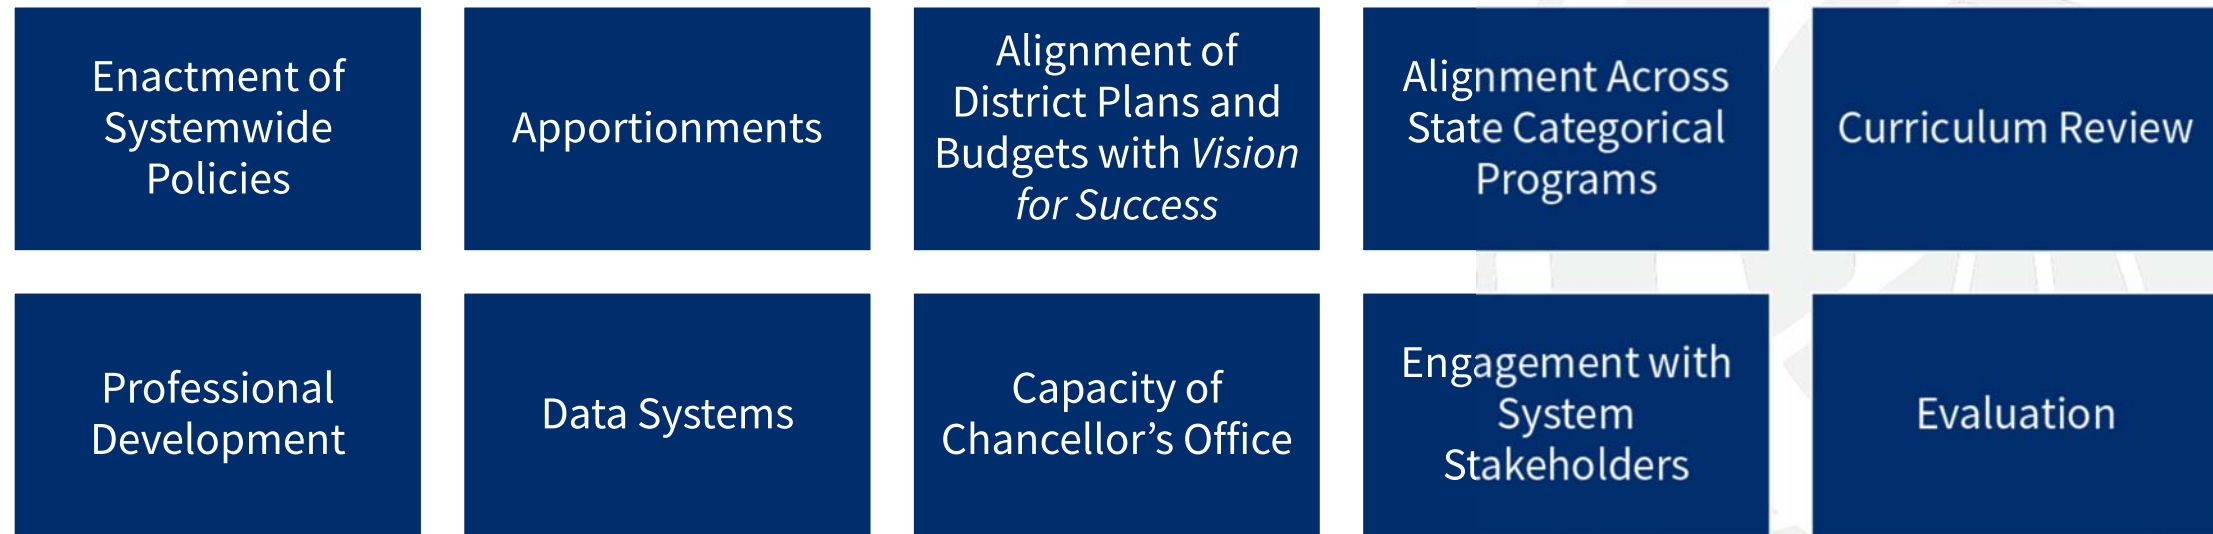 Enactment of
Systemwide
Policies
Apportionments
Alignment of
District Plans and
Budgets with Vision
for Success
Alignment Across
State Categorical
Programs
Curriculum Review
Professional
Development
Data Systems
Capacity of
Chancellor’s Office
Engagement with
System
Stakeholders
Evaluation